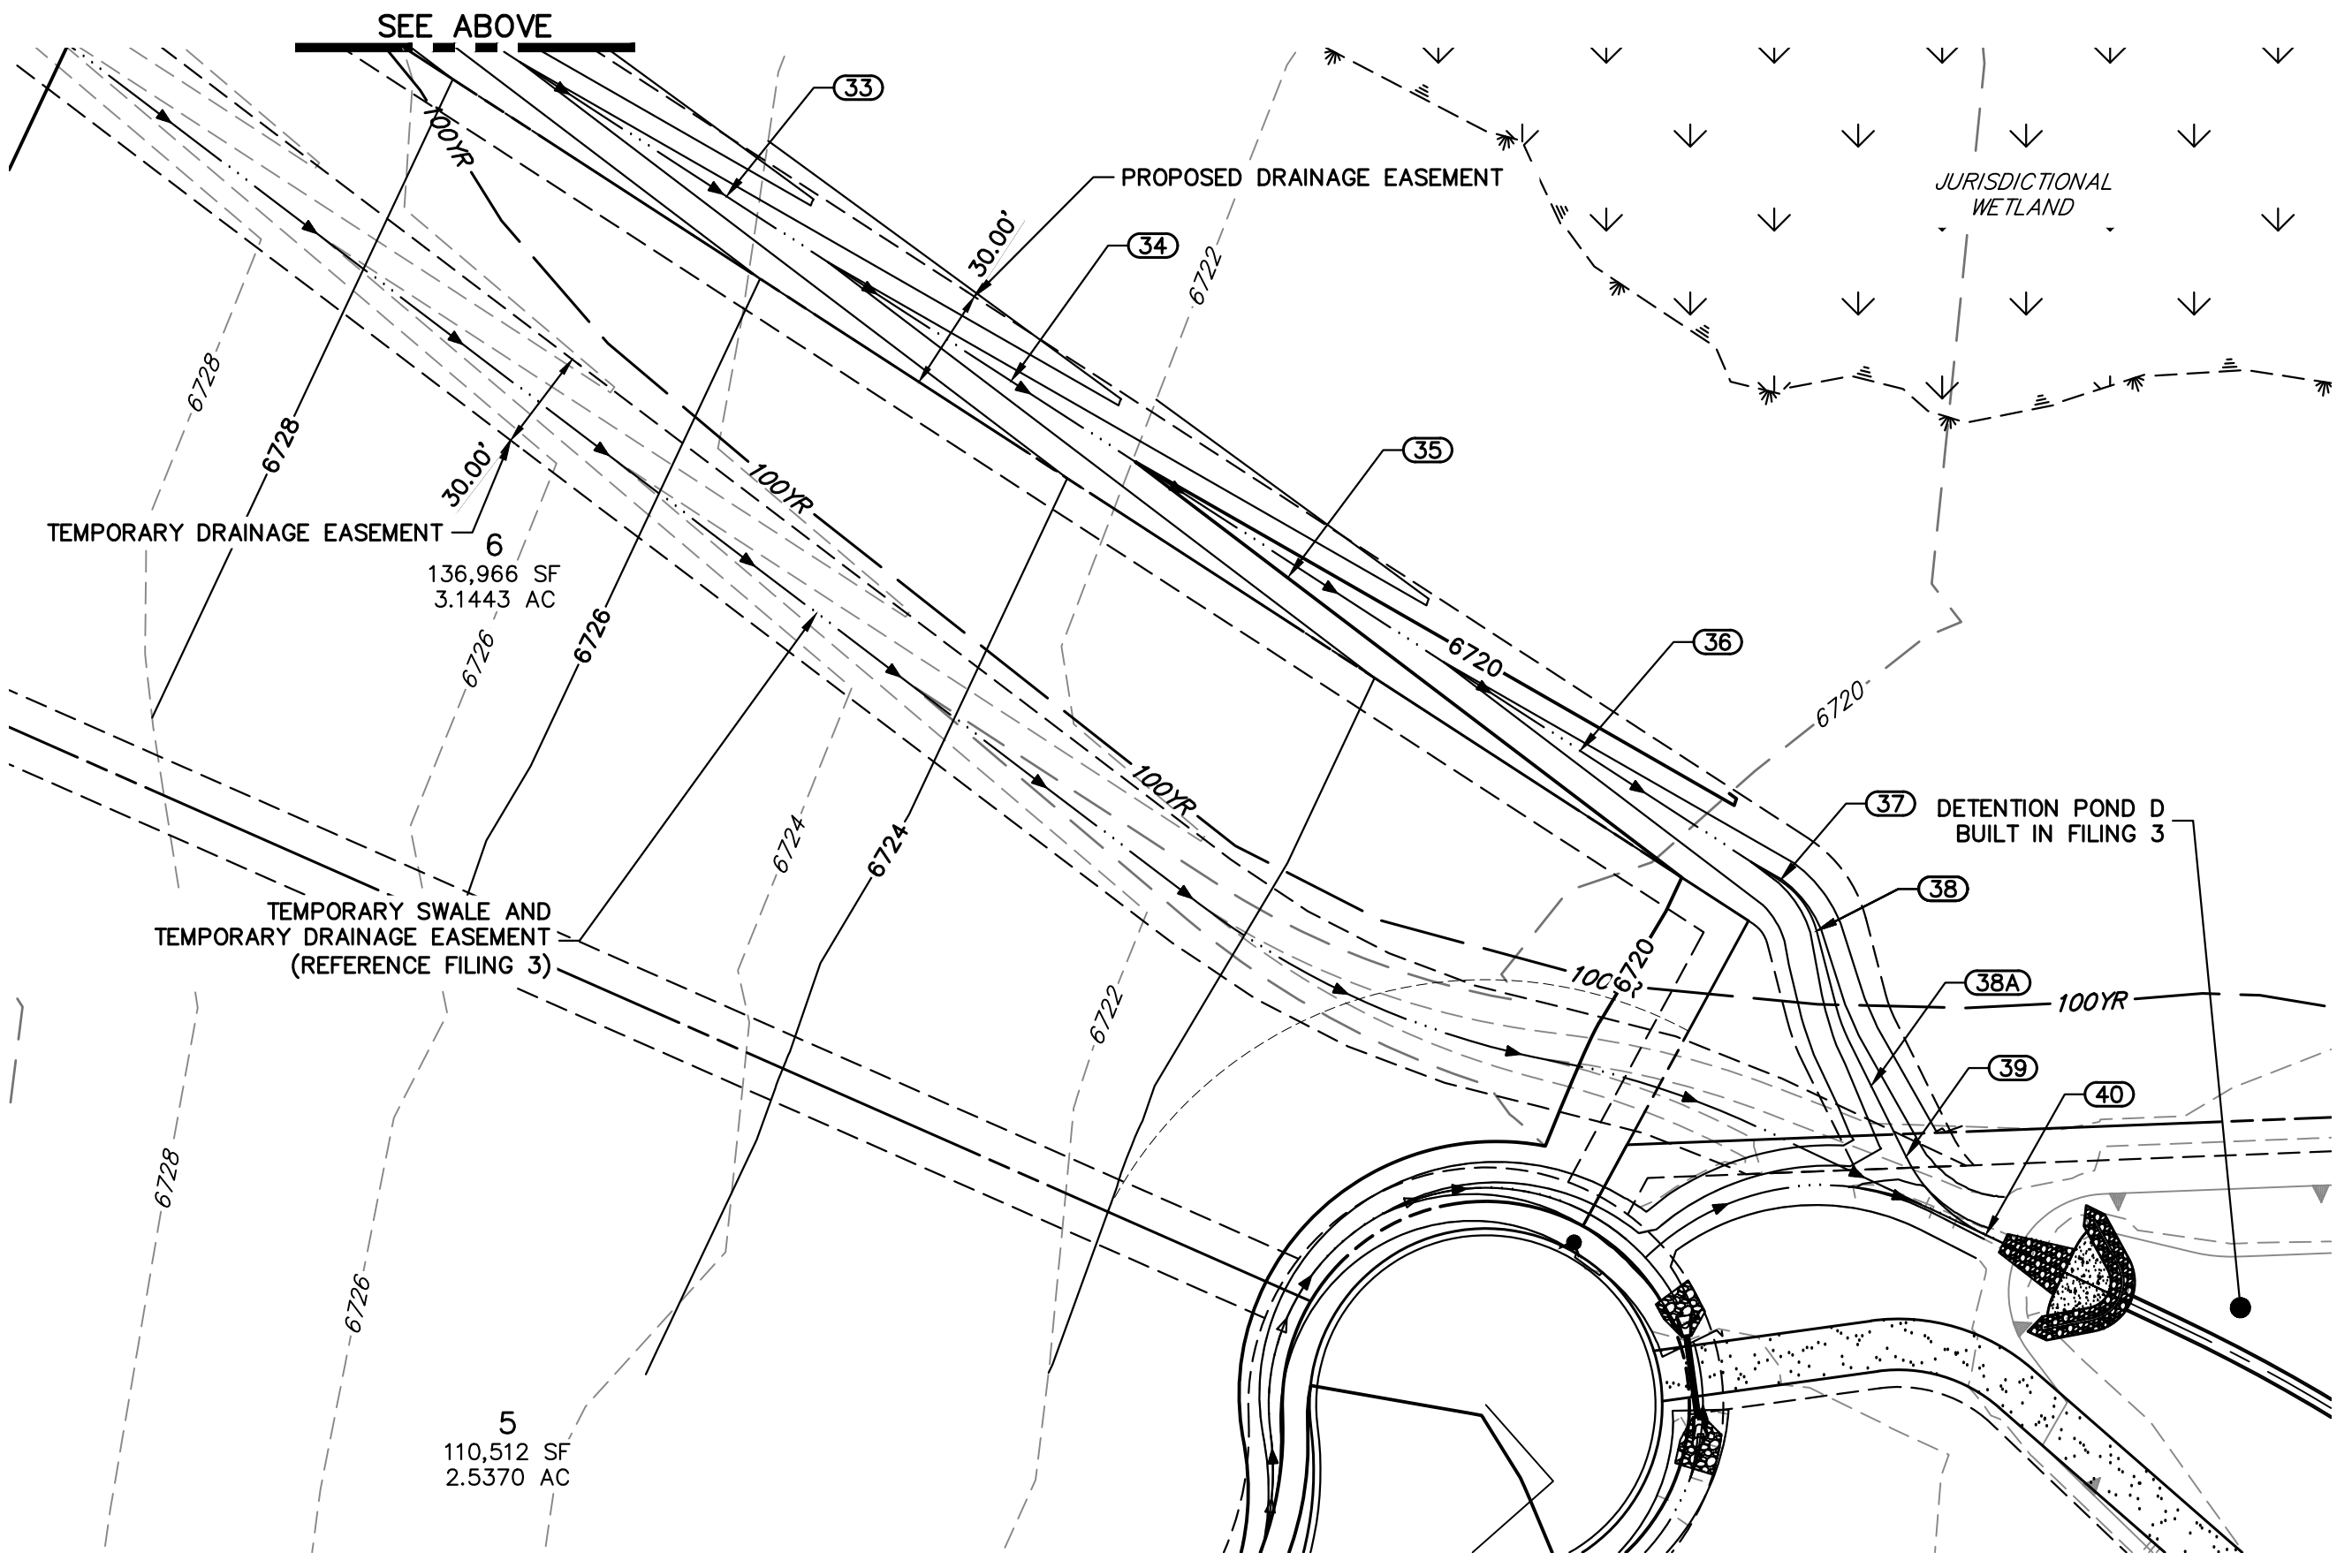 SEE ABOVE
33
100YR
PROPOSED DRAINAGE EASEMENT
JURISDICTIONAL
WETLAND
30.00'
34
6722
6728
6728
35
30.00'
100YR
TEMPORARY DRAINAGE EASEMENT
6
136,966 SF
3.1443 AC
6726
6726
6720
36
6720
100YR
37
DETENTION POND D
BUILT IN FILING 3
6724
6724
38
TEMPORARY SWALE AND
TEMPORARY DRAINAGE EASEMENT
(REFERENCE FILING 3)
6720
38A
100YR
6722
39
40
6728
6726
5
110,512 SF
2.5370 AC